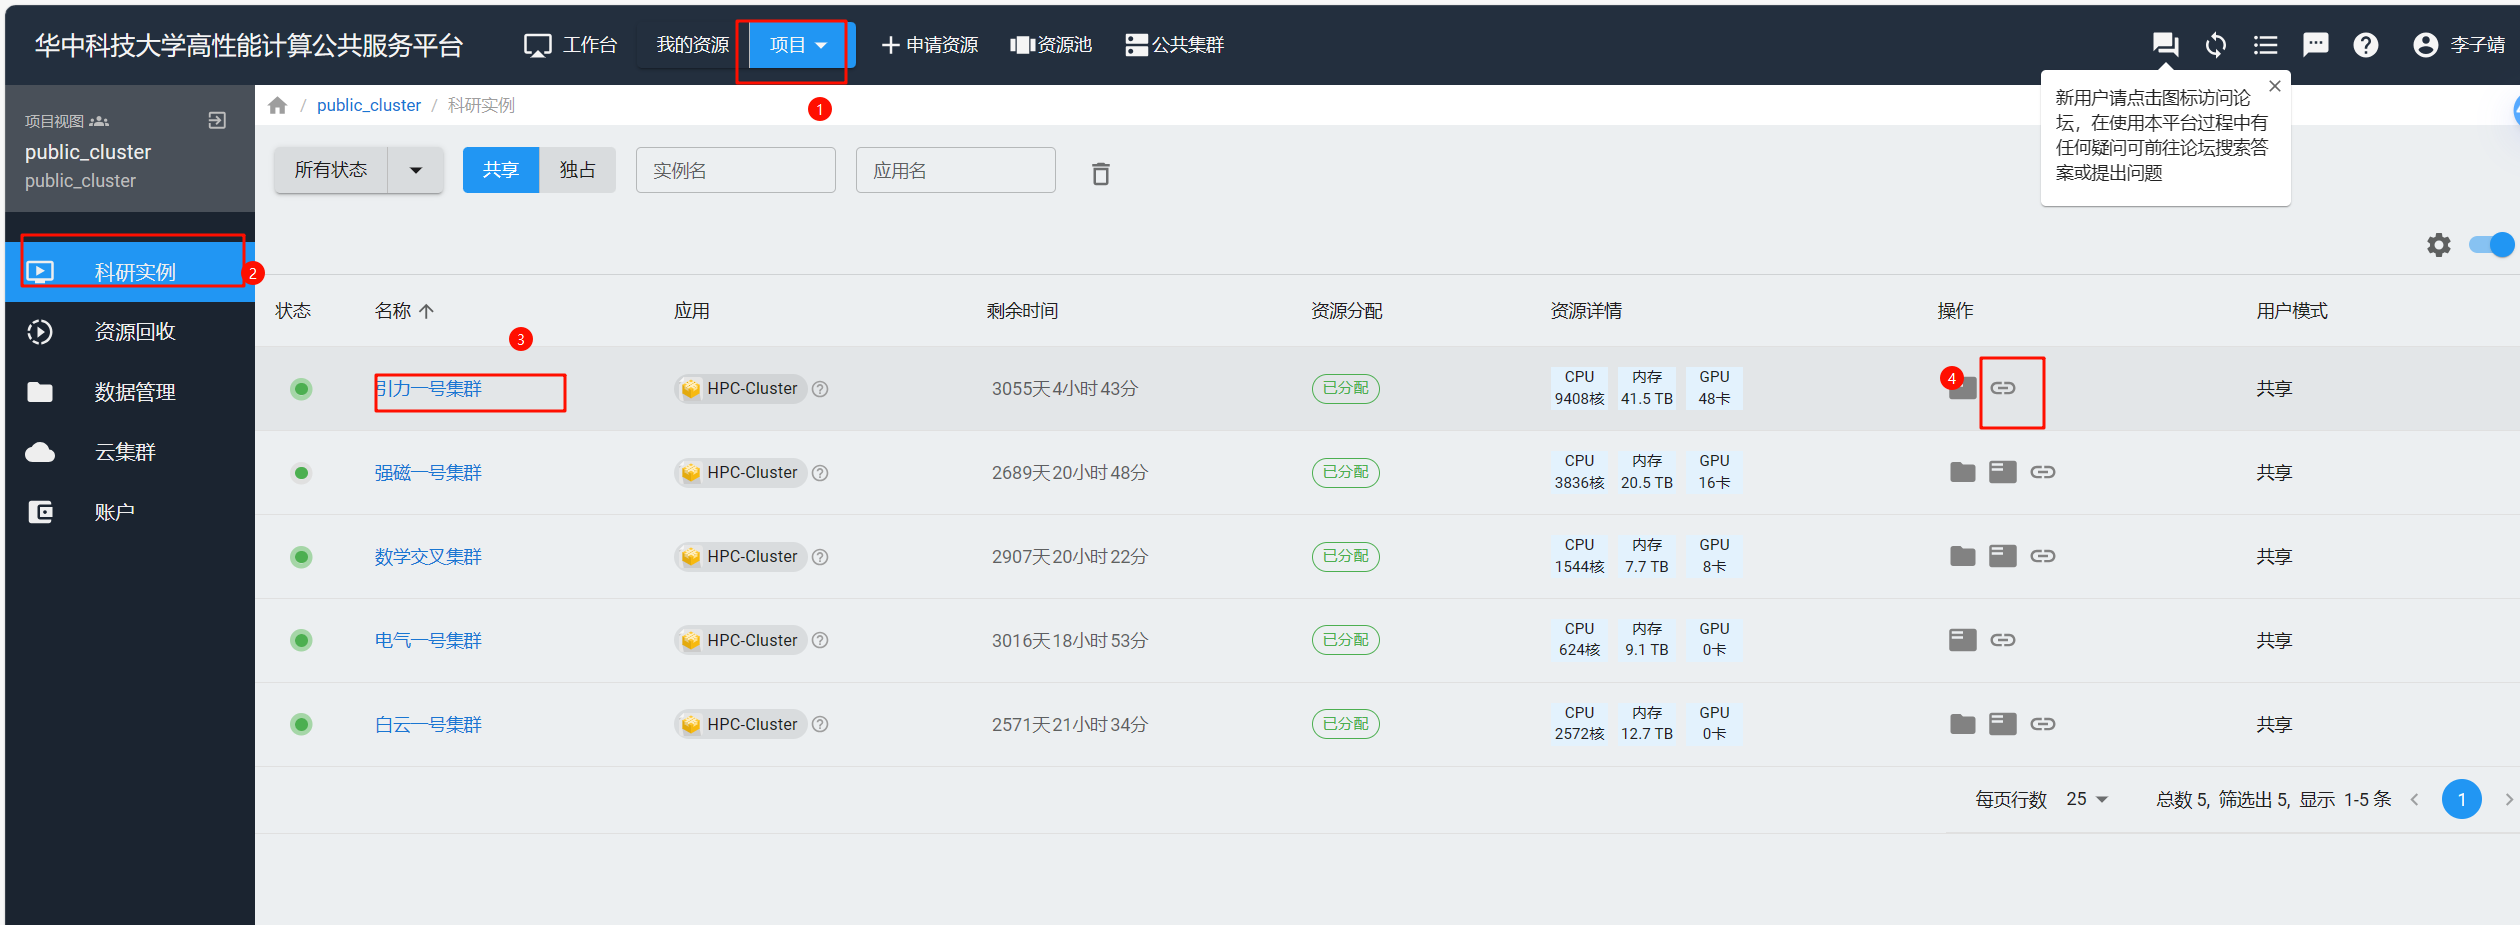 华中科技大学高性能计算公共服务平台
工作台
我的资源
项目
申请资源
资源池
公共集群
李子靖
1
新用户请点击图标访问论
坛，在使用本平台过程中有
任何疑问可前往论坛搜索答
案或提出问题
项目视图
public_cluster
public_cluster
/ public_cluster / 科研实例
所有状态
共享
独占
实例名
应用名
科研实例
2
资源回收
数据管理
云集群
账户
状态 名称 应用 剩余时间 资源分配 资源详情 操作 用户模式
3
引力一号集群 HPC-Cluster 3055天4小时43分 已分配 CPU 内存 GPU 4 共享
9408核 41.5 TB 48卡
强磁一号集群 HPC-Cluster 2689天20小时48分 已分配 CPU 内存 GPU 共享
3836核 20.5 TB 16卡
数学交叉集群 HPC-Cluster 2907天20小时22分 已分配 CPU 内存 GPU 共享
1544核 7.7 TB 8卡
电气一号集群 HPC-Cluster 3016天18小时53分 已分配 CPU 内存 GPU 共享
624核 9.1 TB 0卡
白云一号集群 HPC-Cluster 2571天21小时34分 已分配 CPU 内存 GPU 共享
2572核 12.7 TB 0卡
每页行数 25 总数 5, 筛选出 5, 显示 1-5 条 1